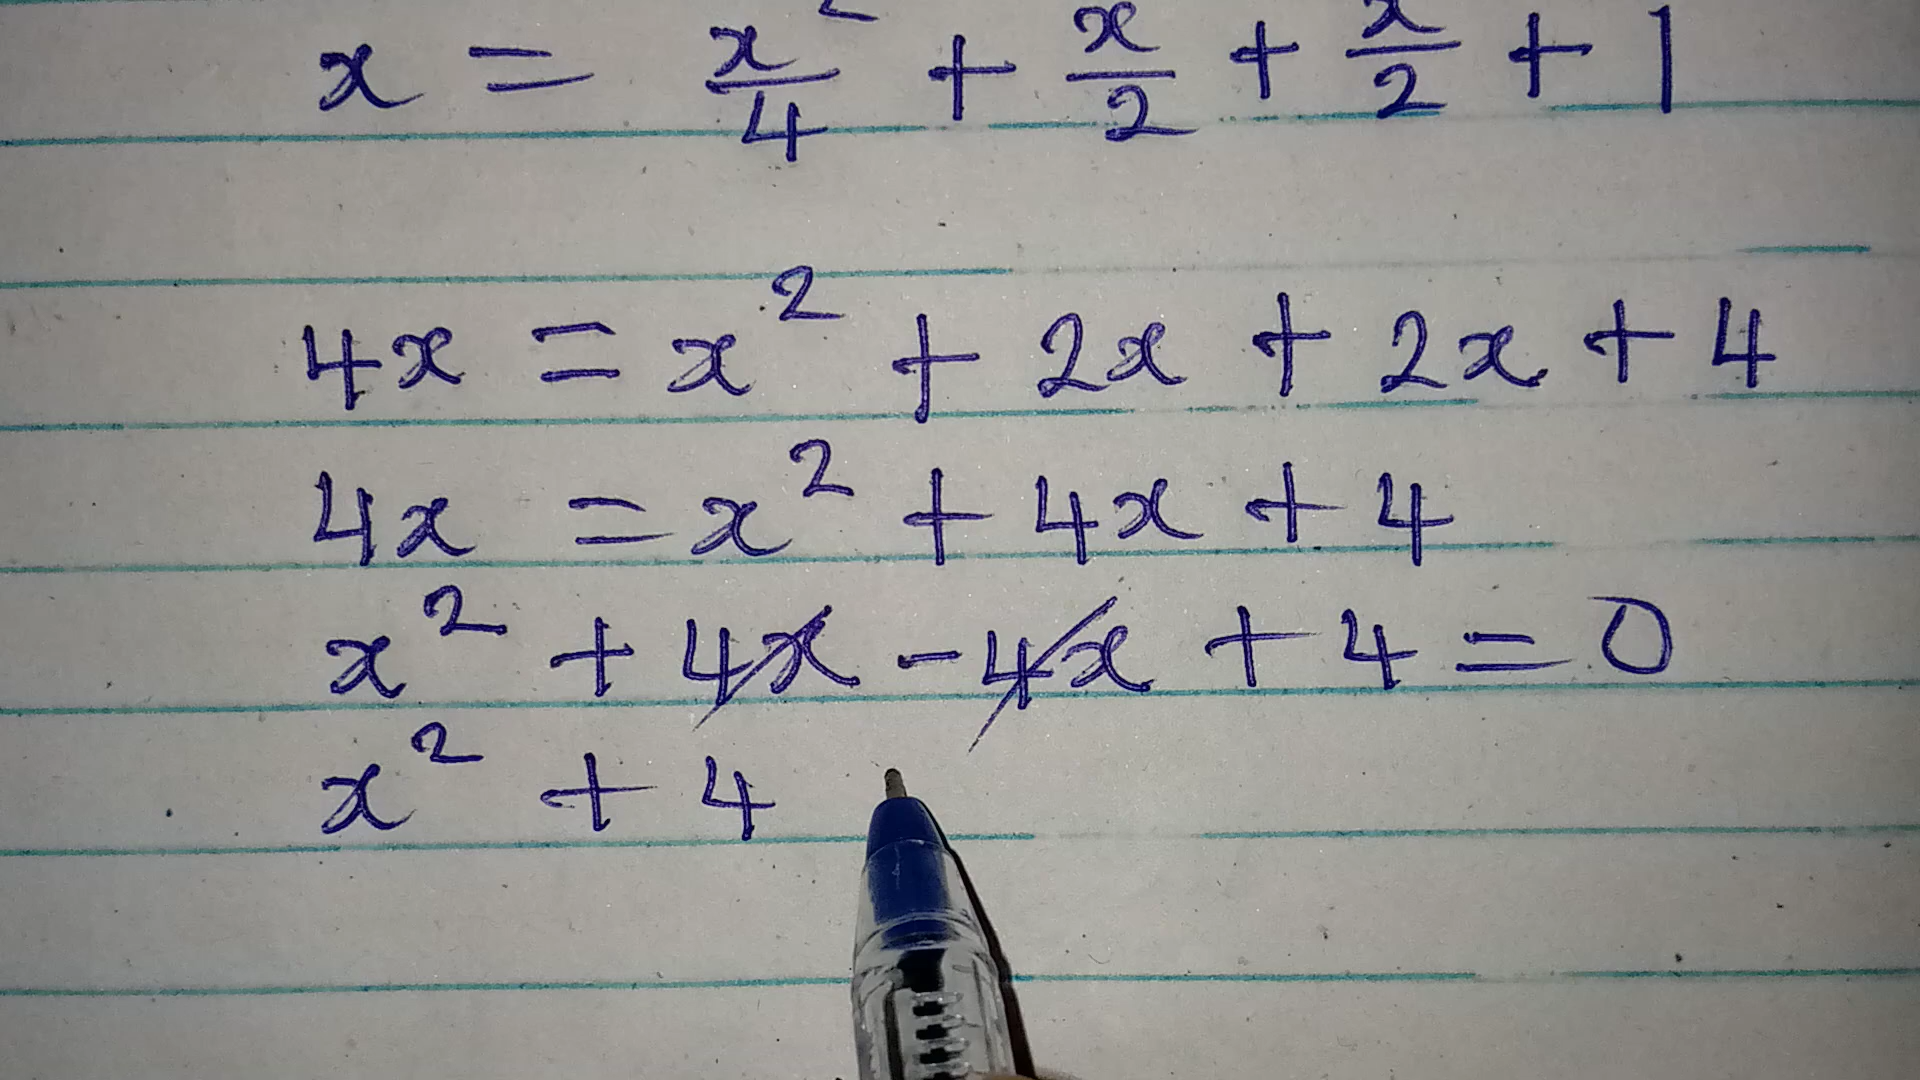 x = x²/4 + x/2 + x/2 + 1
4x = x² + 2x + 2x + 4
4x = x² + 4x + 4
x² + 4x - 4x + 4 = 0
x² + 4